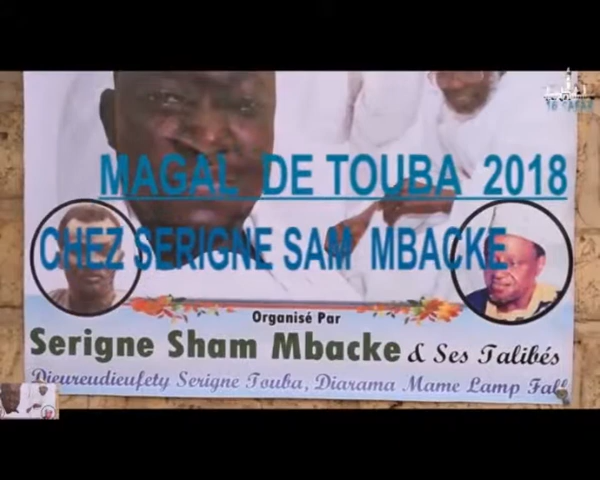 MAGAL DE TOUBA 2018
CHEZ SERIGNE SAM MBACKE
Organisé Par
Serigne Sham Mbacke & Ses Talibés
Dieureudieufety Serigne Touba, Diarama Mame Lamp Fall